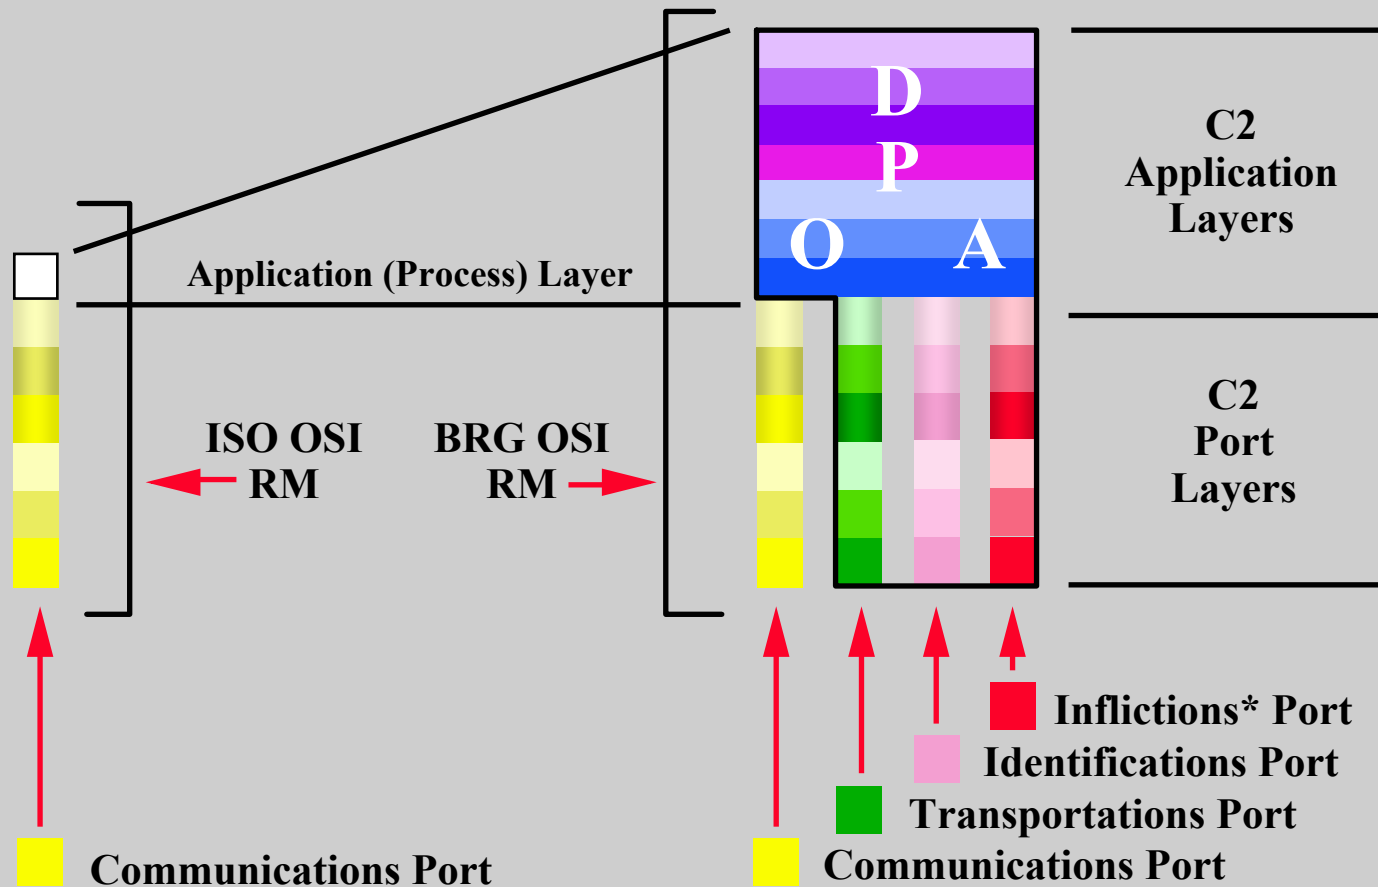 D
P
O A
C2
Application
Layers
Application (Process) Layer
ISO OSI
RM
BRG OSI
RM
C2
Port
Layers
Inflictions* Port
Identifications Port
Transportations Port
Communications Port
Communications Port